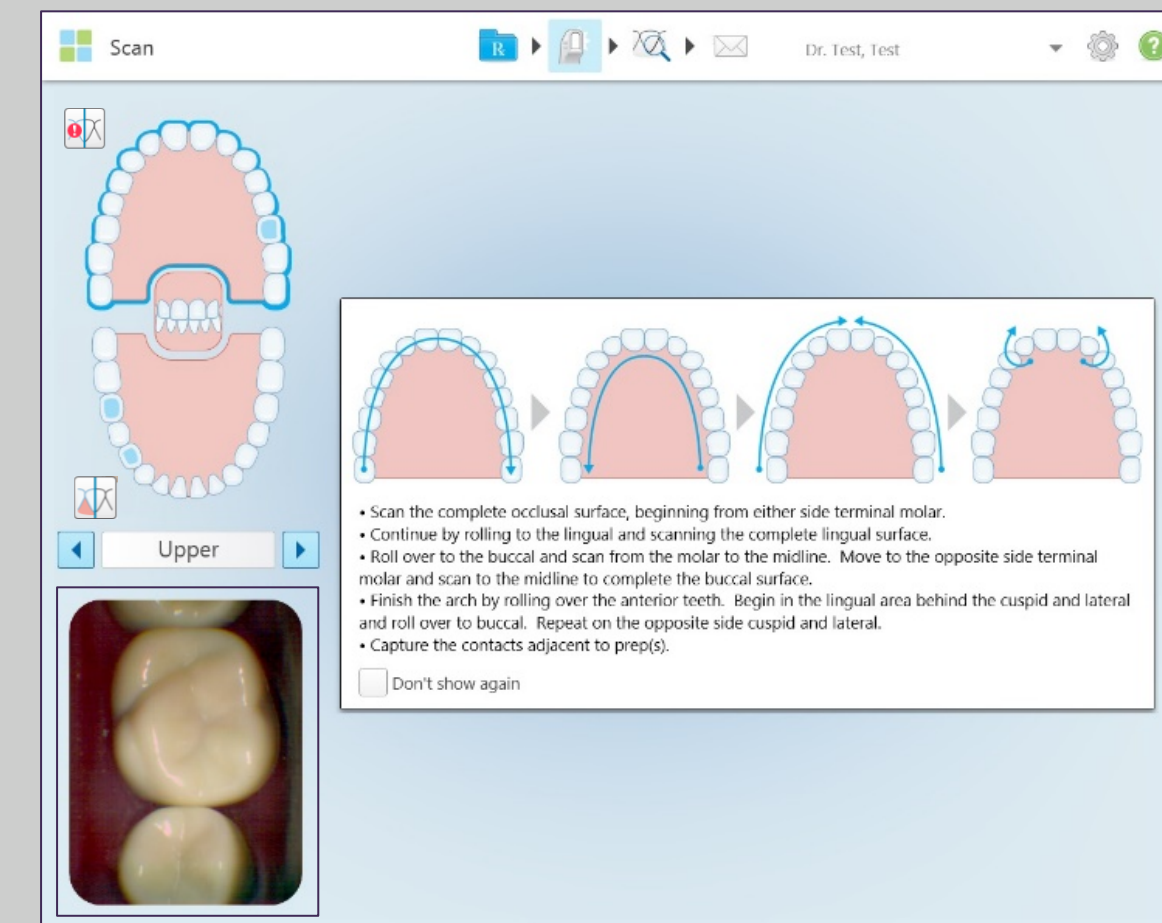 Scan
R
Dr. Test, Test
?
Upper
• Scan the complete occlusal surface, beginning from either side terminal molar.
• Continue by rolling to the lingual and scanning the complete lingual surface.
• Roll over to the buccal and scan from the molar to the midline.  Move to the opposite side terminal
molar and scan to the midline to complete the buccal surface.
• Finish the arch by rolling over the anterior teeth.  Begin in the lingual area behind the cuspid and lateral
and roll over to buccal.  Repeat on the opposite side cuspid and lateral.
• Capture the contacts adjacent to prep(s).
Don't show again